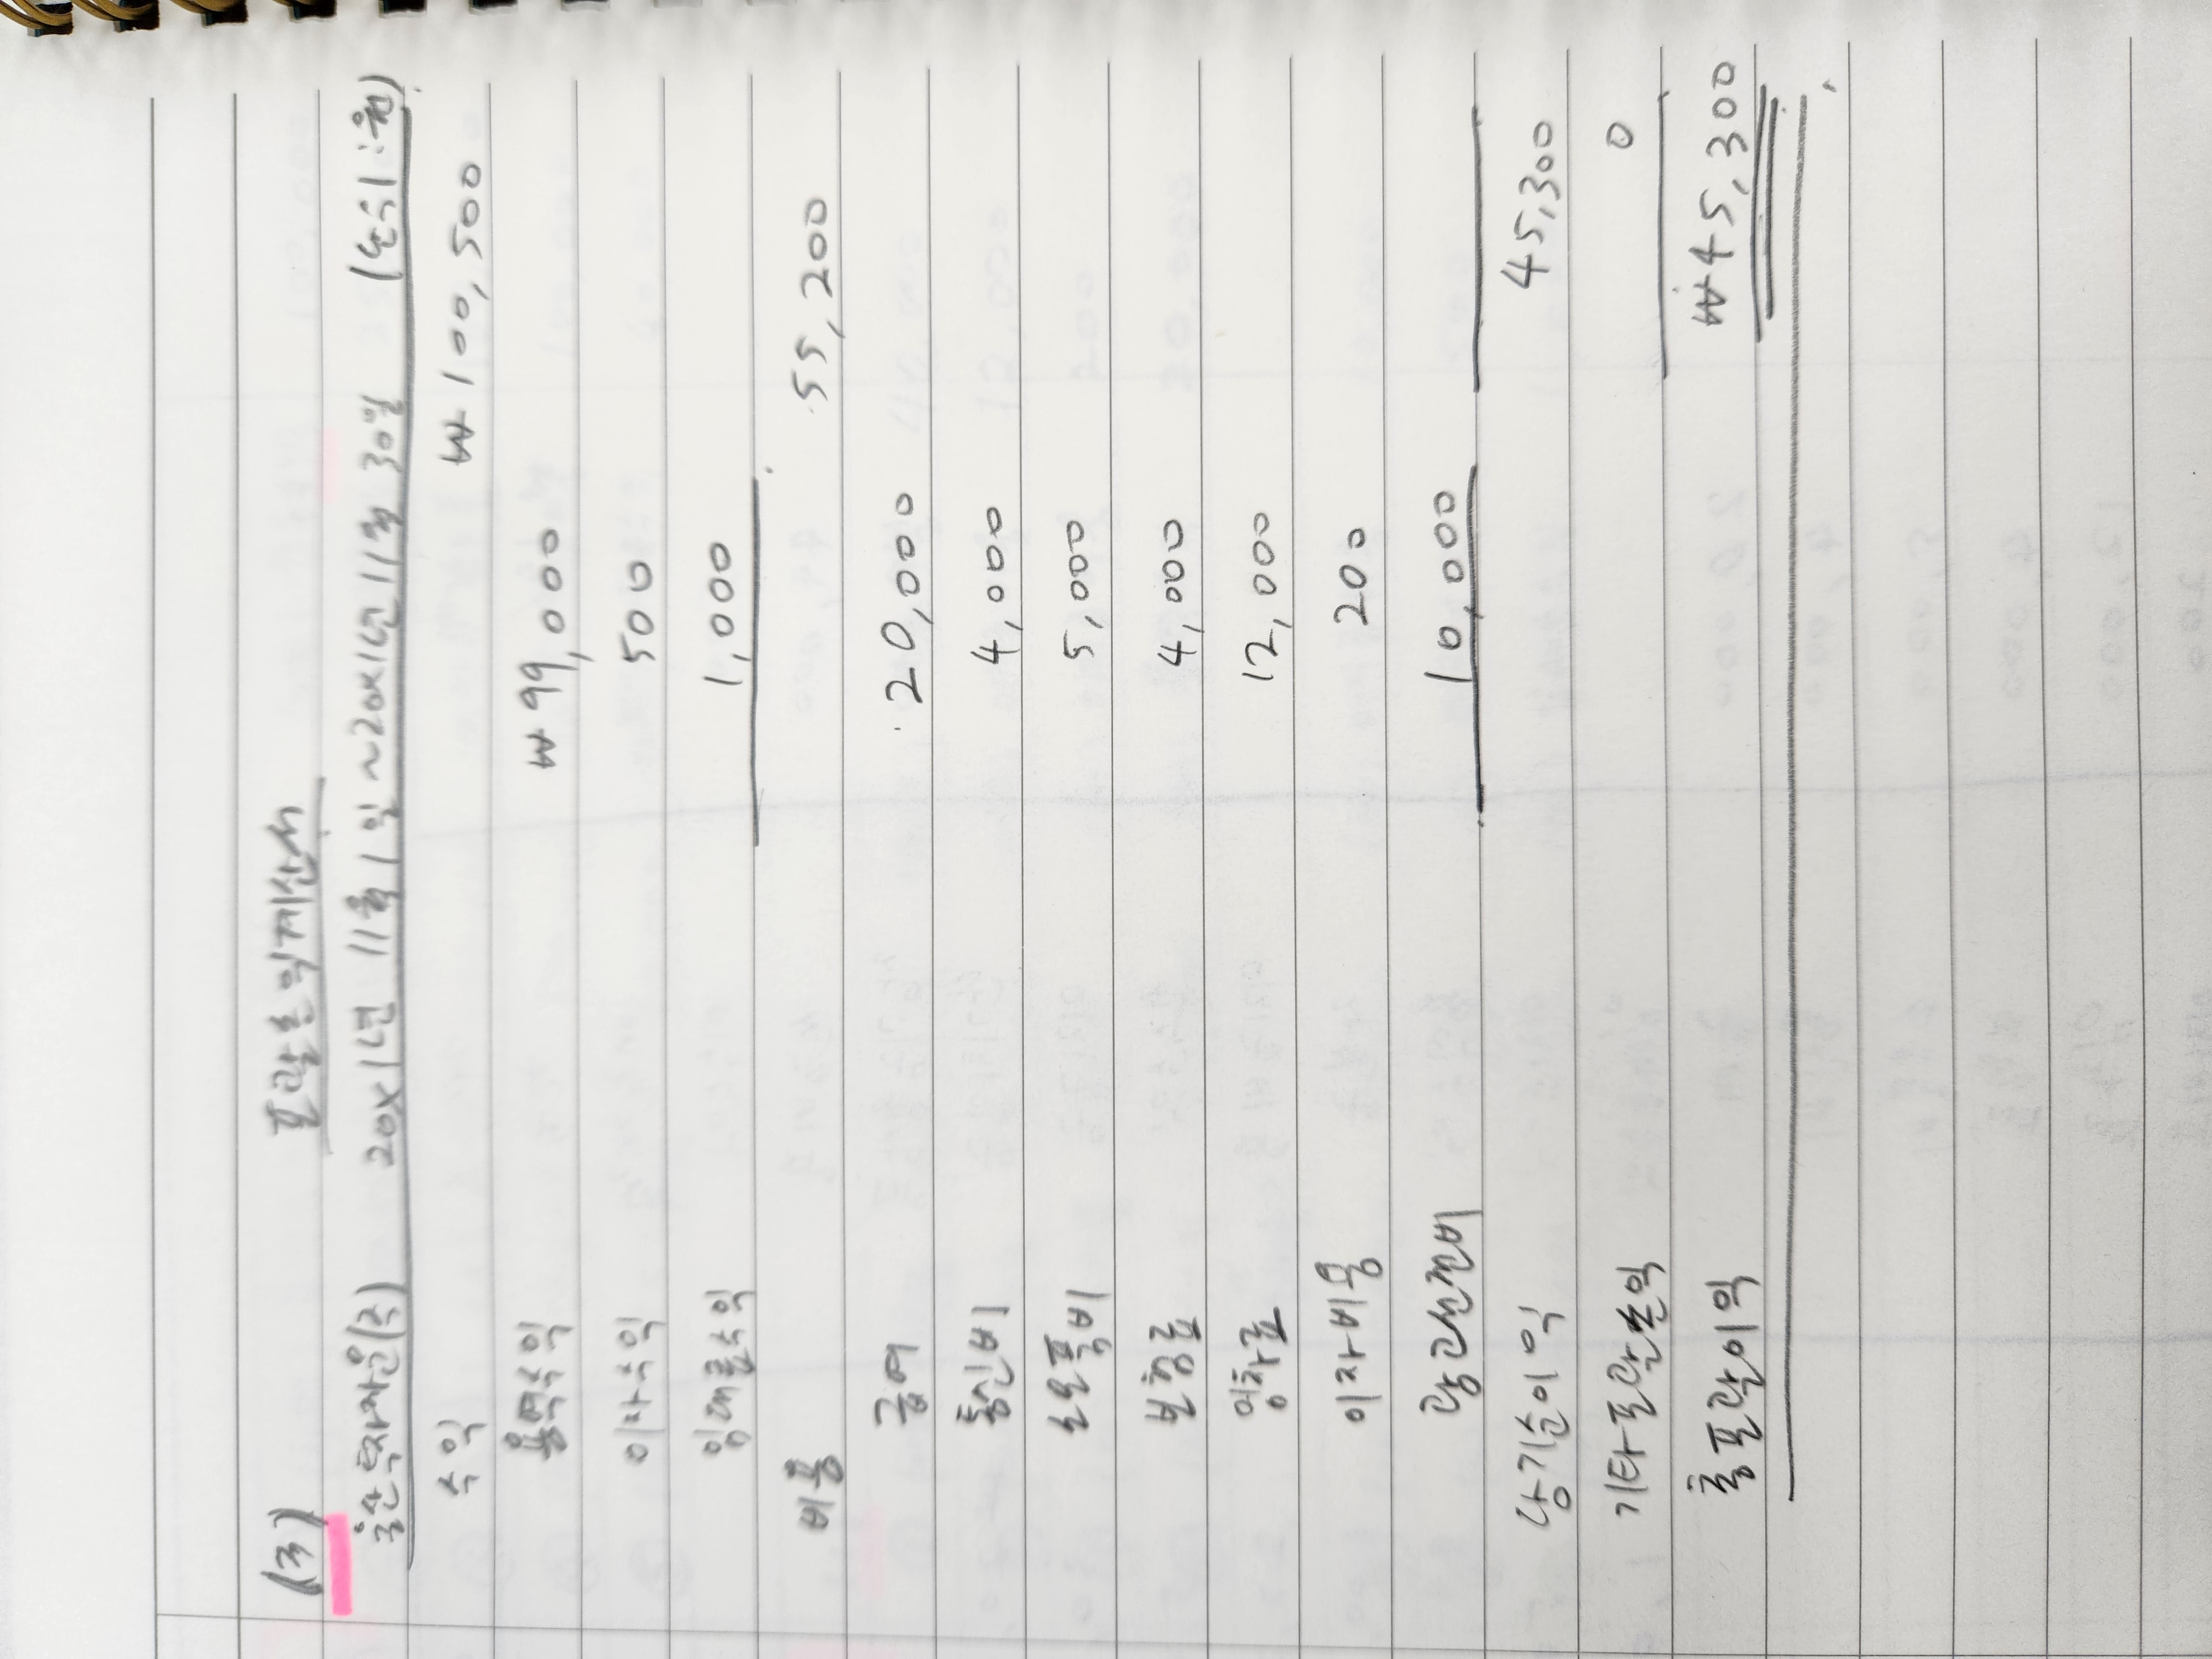 (3) 포괄손익계산서
울산투자자문(주) 20x1년 11월 1일 ~20x1년 11월 30일 (단위:원)
수익 ₩100,500
용역수익 ₩99,000
이자수익 500
임대료수익 1,000
비용 55,200
급여 20,000
통신비 4,000
소모품비 5,000
보험료 4,000
임차료 12,000
이자비용 200
광고선전비 10,000
당기순이익 45,300
기타포괄손익 0
총포괄이익 ₩45,300